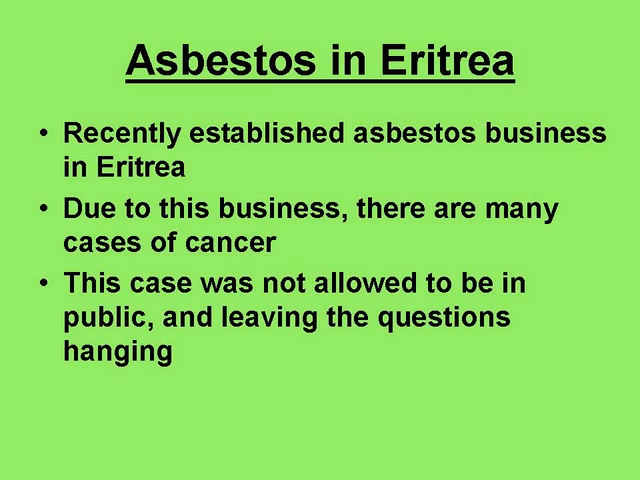 Asbestos in Eritrea
• Recently established asbestos business
in Eritrea
• Due to this business, there are many
cases of cancer
• This case was not allowed to be in
public, and leaving the questions
hanging